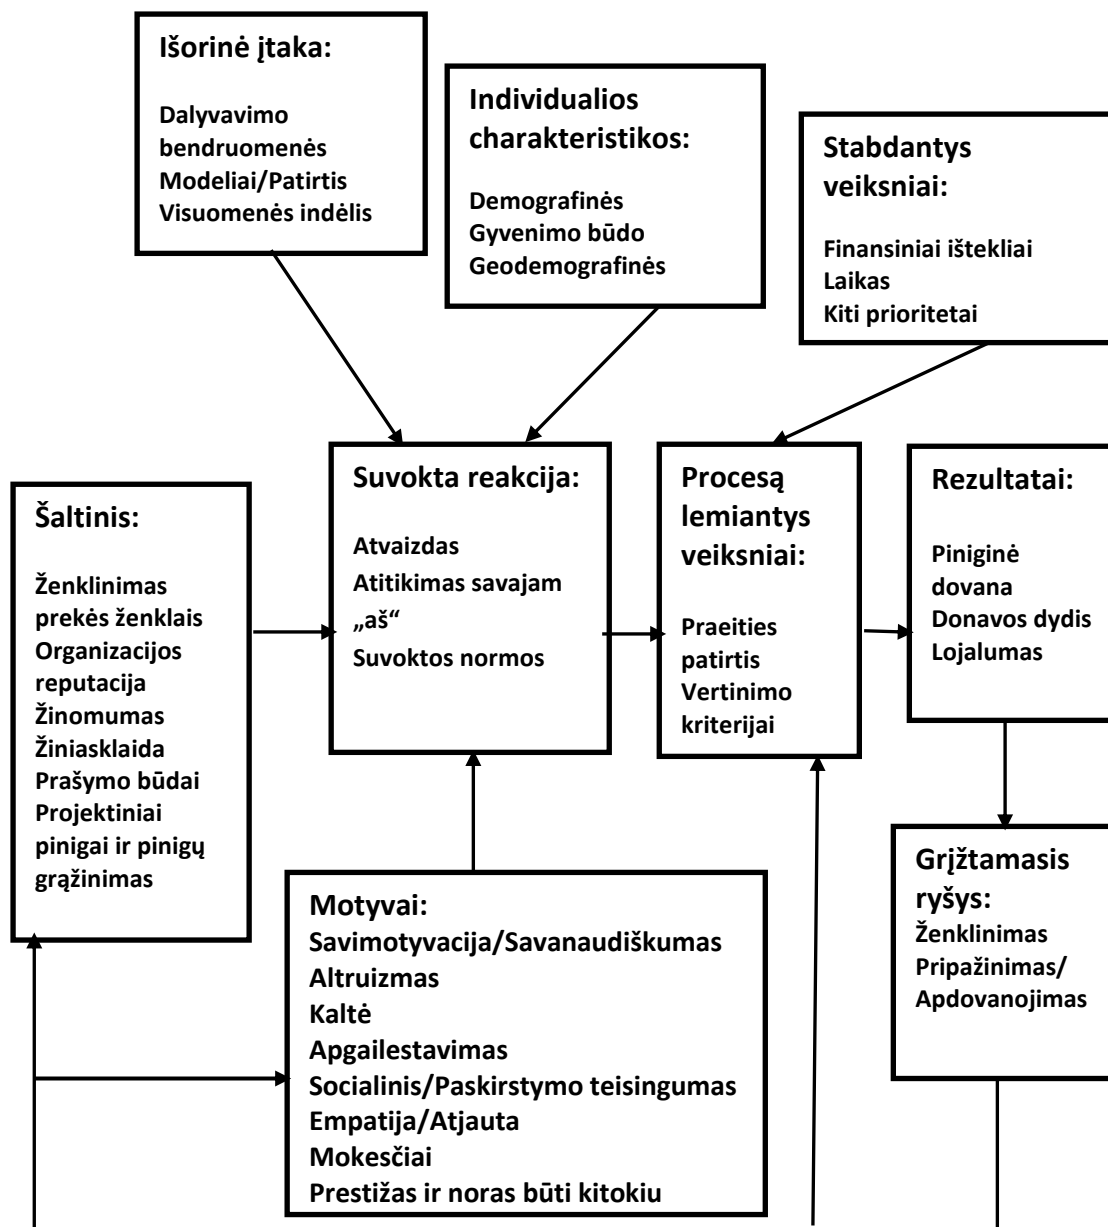 Išorinė įtaka:
Dalyvavimo
bendruomenės
Modeliai/Patirtis
Visuomenės indėlis
Individualios
charakteristikos:
Demografinės
Gyvenimo būdo
Geodemografinės
Stabdantys
veiksniai:
Finansiniai ištekliai
Laikas
Kiti prioritetai
Šaltinis:
Ženklinimas
prekės ženklais
Organizacijos
reputacija
Žinomumas
Žiniasklaida
Prašymo būdai
Projektiniai
pinigai ir pinigų
grąžinimas
Suvokta reakcija:
Atvaizdas
Atitikimas savajam
„aš“
Suvoktos normos
Procesą
lemiantys
veiksniai:
Praeities
patirtis
Vertinimo
kriterijai
Rezultatai:
Piniginė
dovana
Donavos dydis
Lojalumas
Motyvai:
Savimotyvacija/Savanaudiškumas
Altruizmas
Kaltė
Apgailestavimas
Socialinis/Paskirstymo teisingumas
Empatija/Atjauta
Mokesčiai
Prestižas ir noras būti kitokiu
Grįžtamasis
ryšys:
Ženklinimas
Pripažinimas/
Apdovanojimas